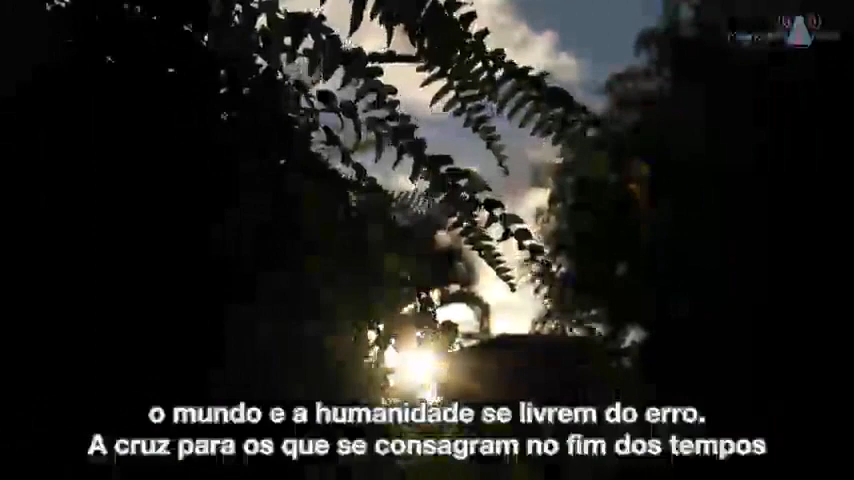 o mundo e a humanidade se livrem do erro.
A cruz para os que se consagram no fim dos tempos